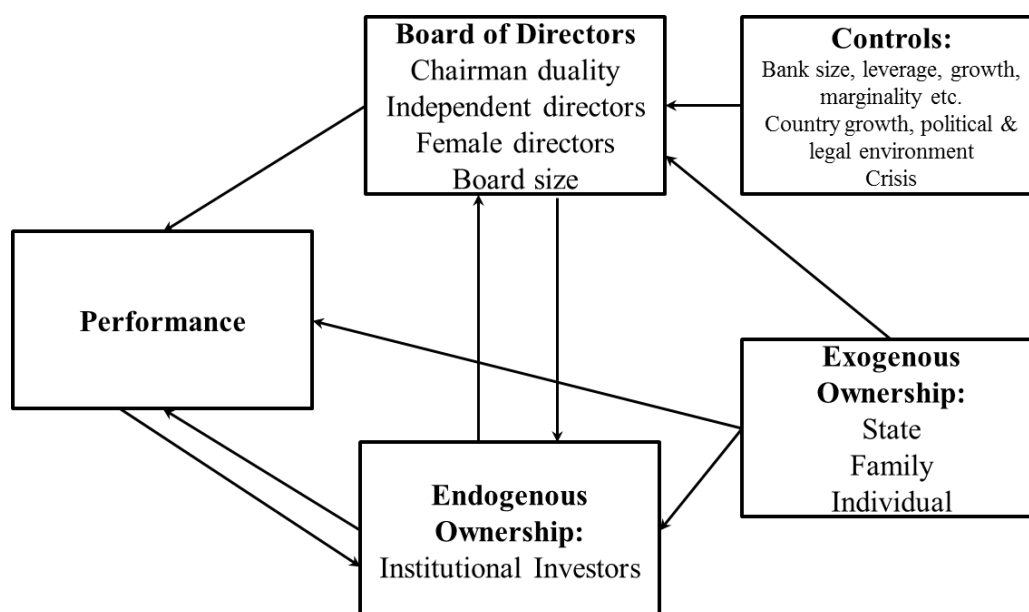 Board of Directors
Chairman duality
Independent directors
Female directors
Board size
Controls:
Bank size, leverage, growth,
marginality etc.
Country growth, political &
legal environment
Crisis
Performance
Exogenous
Ownership:
State
Family
Individual
Endogenous
Ownership:
Institutional Investors